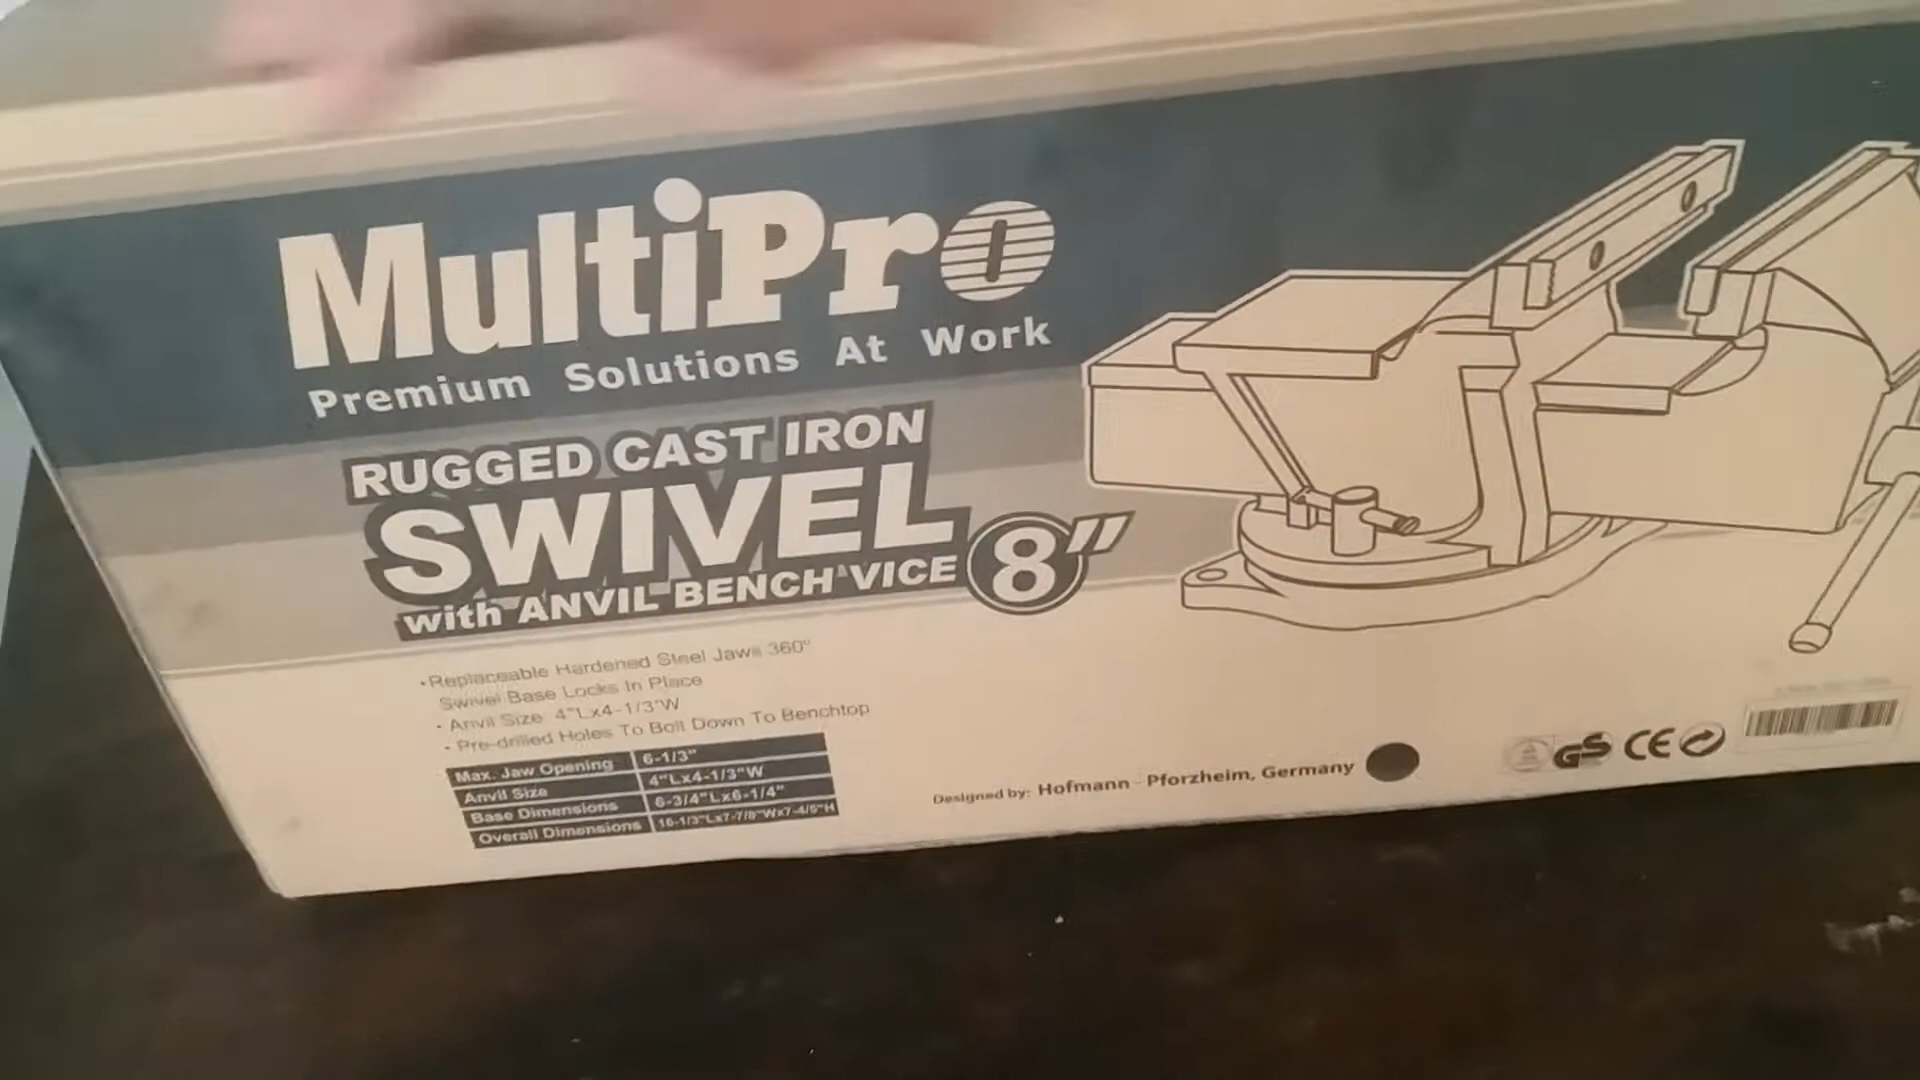 MultiPro
Premium Solutions At Work
RUGGED CAST IRON
SWIVEL
with ANVIL BENCH VICE 8"
• Replaceable Hardened Steel Jaws 360°
Swivel Base Locks In Place
• Anvil Size 4"Lx4-1/3"W
• Pre-drilled Holes To Bolt Down To Benchtop
Max. Jaw Opening 6-1/3"
Anvil Size 4"Lx4-1/3"W
Base Dimensions 6-3/4"Lx6-1/4"
Overall Dimensions 16-1/3"Lx7-7/8"Wx7-4/5"H
Designed by: Hofmann - Pforzheim, Germany
GS CE